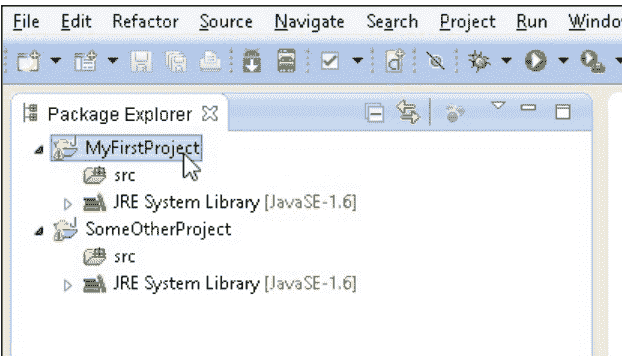 File Edit Refactor Source Navigate Search Project Run Windo
Package Explorer
MyFirstProject
src
JRE System Library [JavaSE-1.6]
SomeOtherProject
src
JRE System Library [JavaSE-1.6]